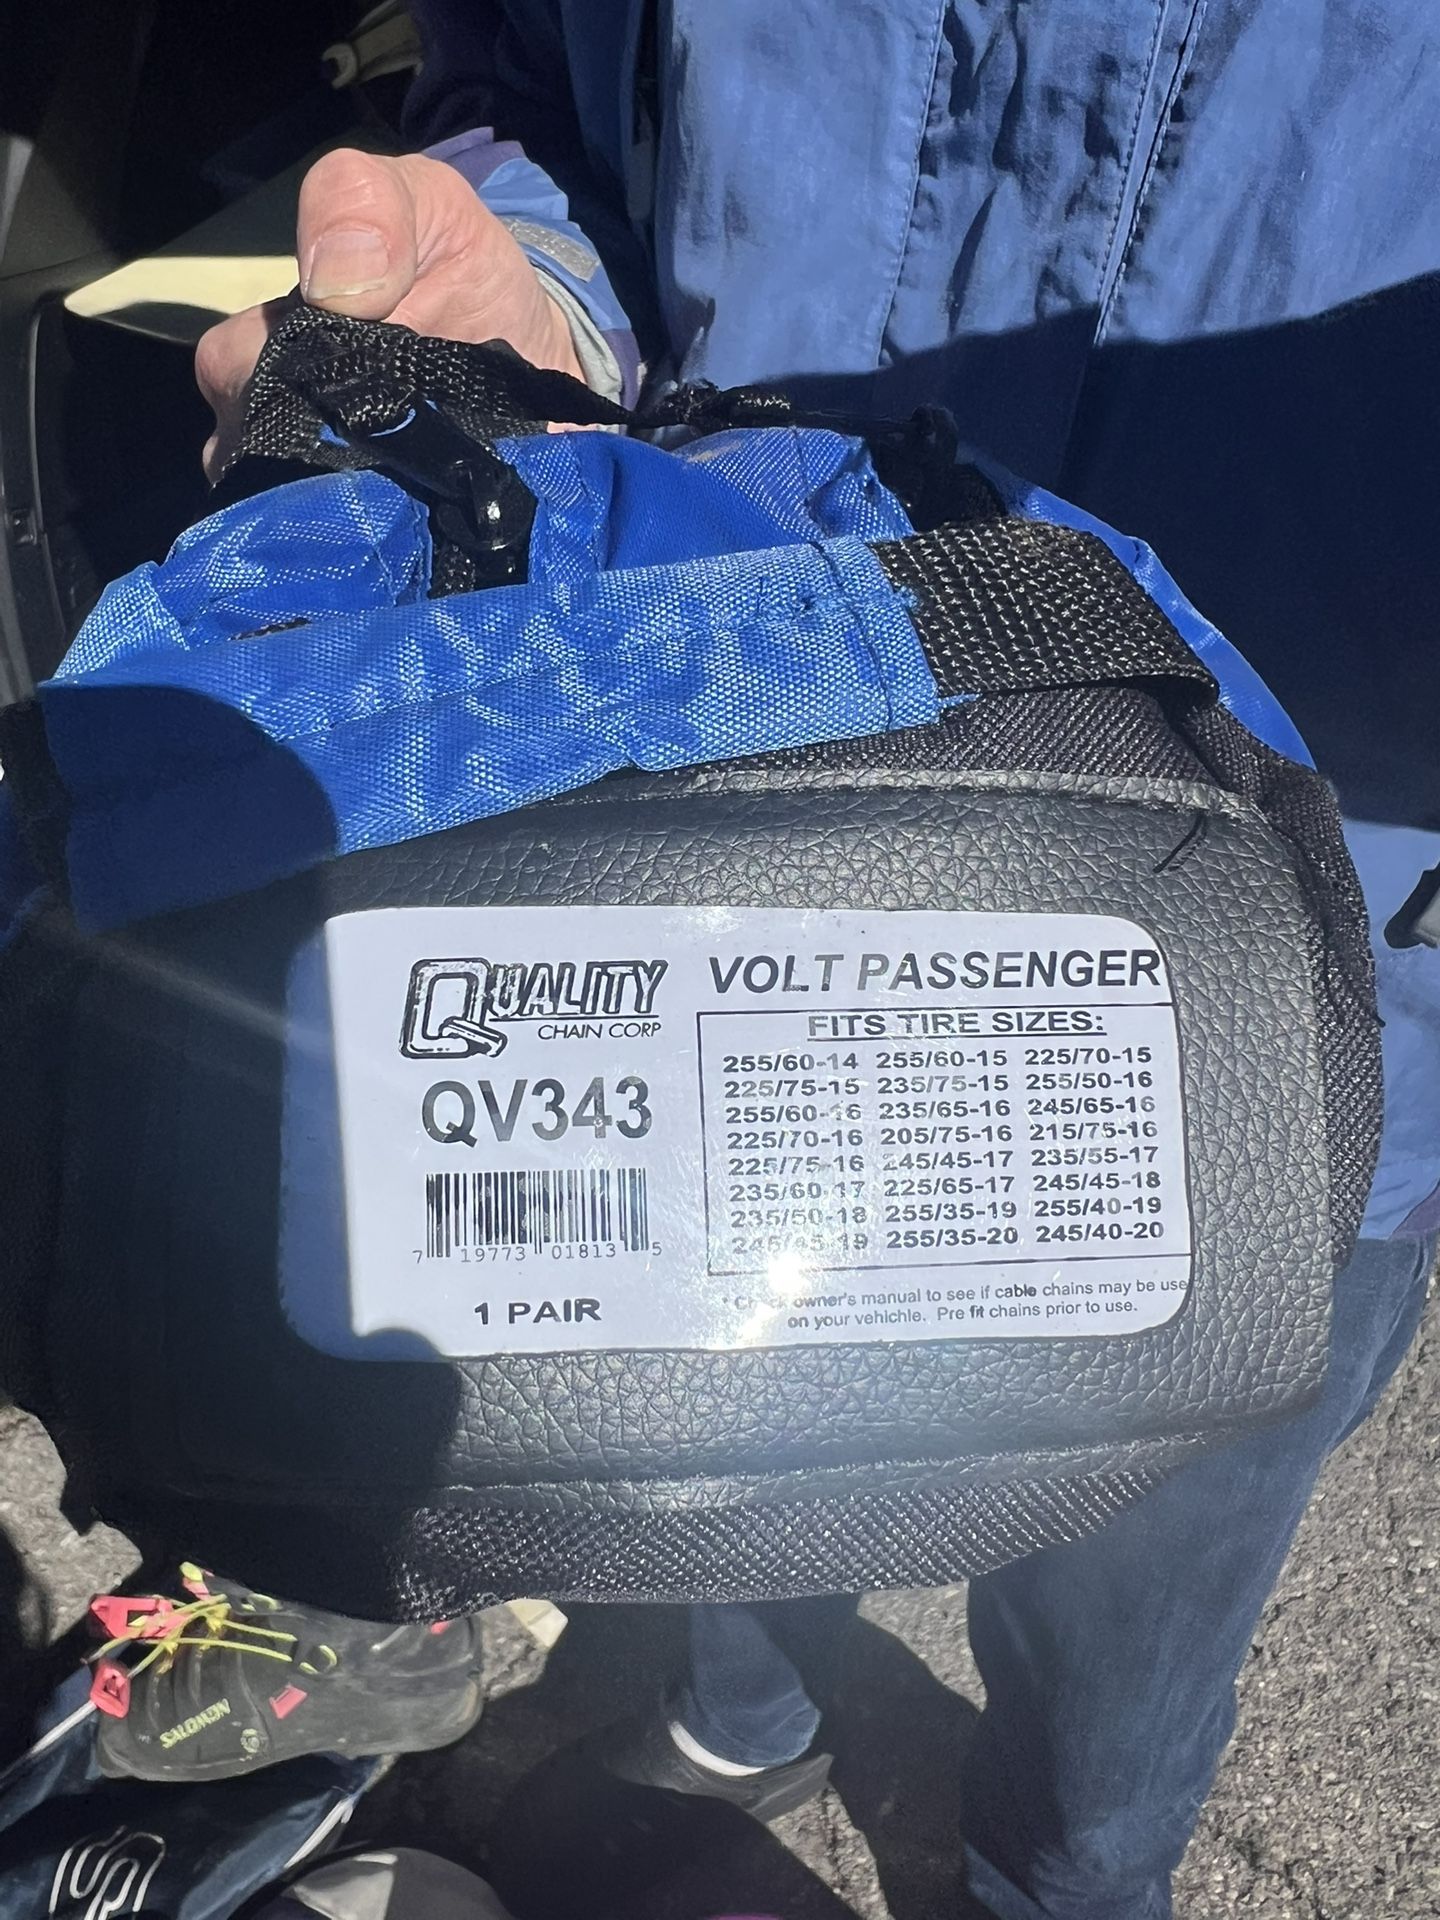 QUALITY
CHAIN CORP
QV343
7 19773 01813 5
1 PAIR
VOLT PASSENGER
FITS TIRE SIZES:
255/60-14 255/60-15 225/70-15
225/75-15 235/75-15 255/50-16
255/60-16 235/65-16 245/65-16
225/70-16 205/75-16 215/75-16
225/75-16 245/45-17 235/55-17
235/60-17 225/65-17 245/45-18
235/50-18 255/35-19 255/40-19
255/35-20 245/40-20
* Check owner's manual to see if cable chains may be use
on your vehichle. Pre fit chains prior to use.
SALOMON